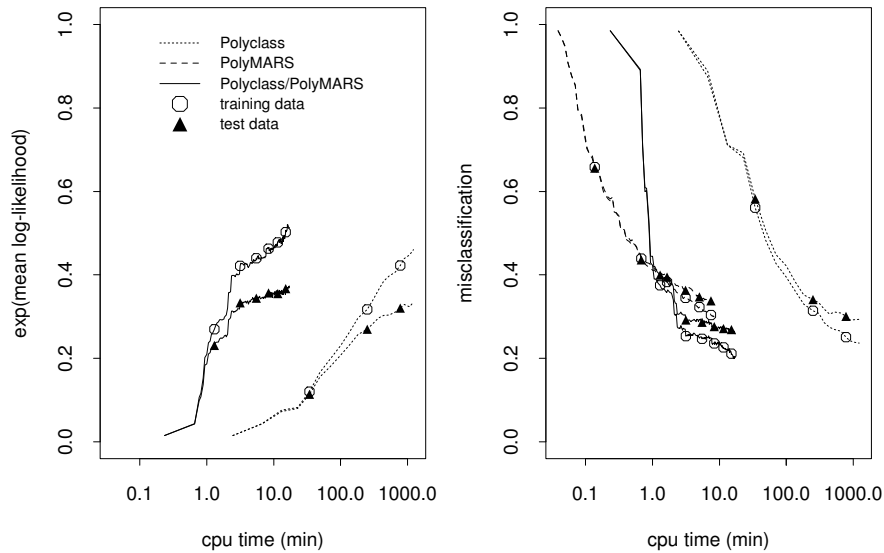 exp(mean log-likelihood)
1.0
0.8
0.6
0.4
0.2
0.0
Polyclass
PolyMARS
Polyclass/PolyMARS
training data
test data
0.1 1.0 10.0 100.0 1000.0
cpu time (min)
misclassification
1.0
0.8
0.6
0.4
0.2
0.0
0.1 1.0 10.0 100.0 1000.0
cpu time (min)